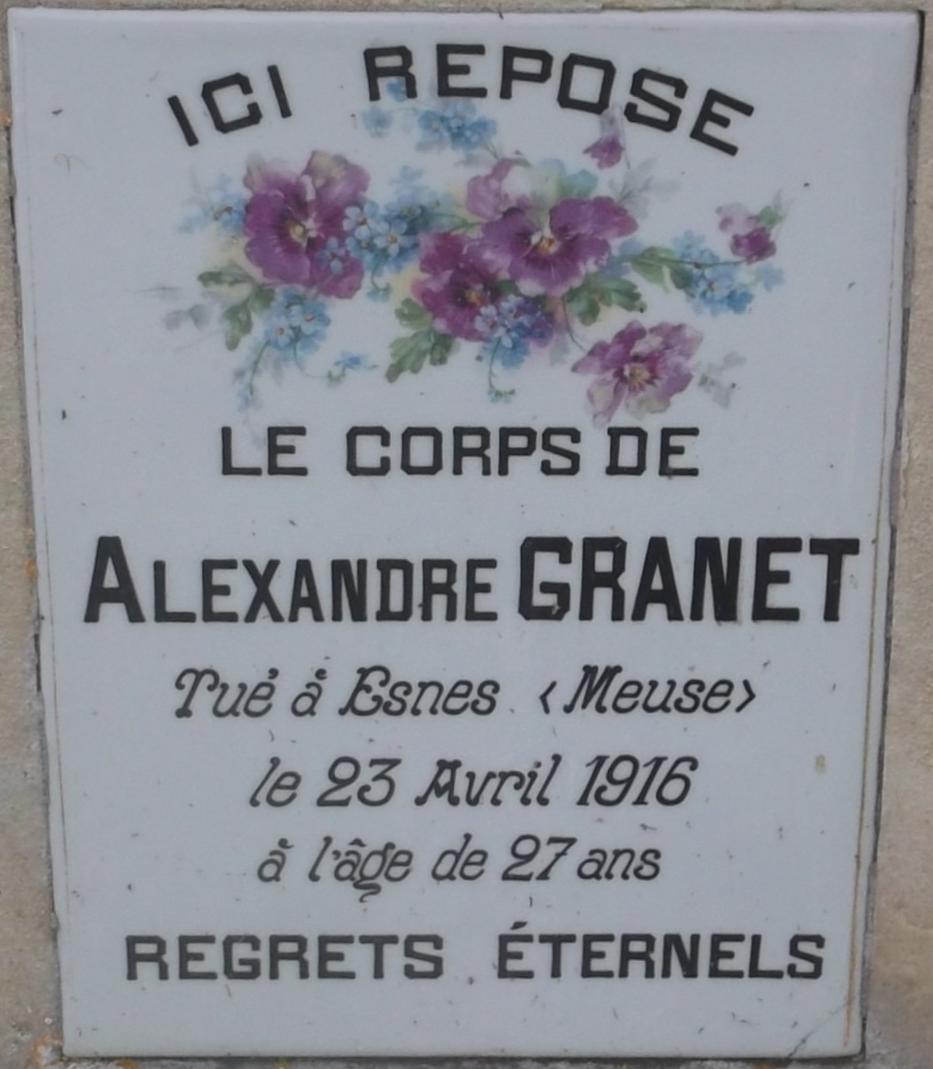 ICI REPOSE
LE CORPS DE
ALEXANDRE GRANET
Tué à Esnes <Meuse>
le 23 Avril 1916
à l'âge de 27 ans
REGRETS ÉTERNELS